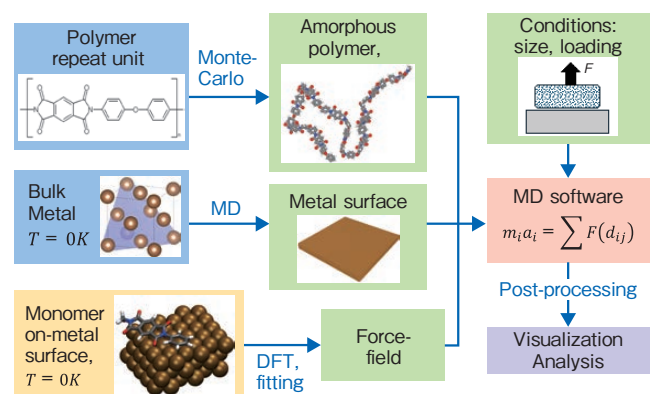 Polymer
repeat unit
Monte-
Carlo
Amorphous
polymer,
Conditions:
size, loading
F
Bulk
Metal
T = 0K
MD
Metal surface
MD software
m_i a_i = ∑ F(d_ij)
Monomer
on-metal
surface,
T = 0K
DFT,
fitting
Force-
field
Post-processing
Visualization
Analysis